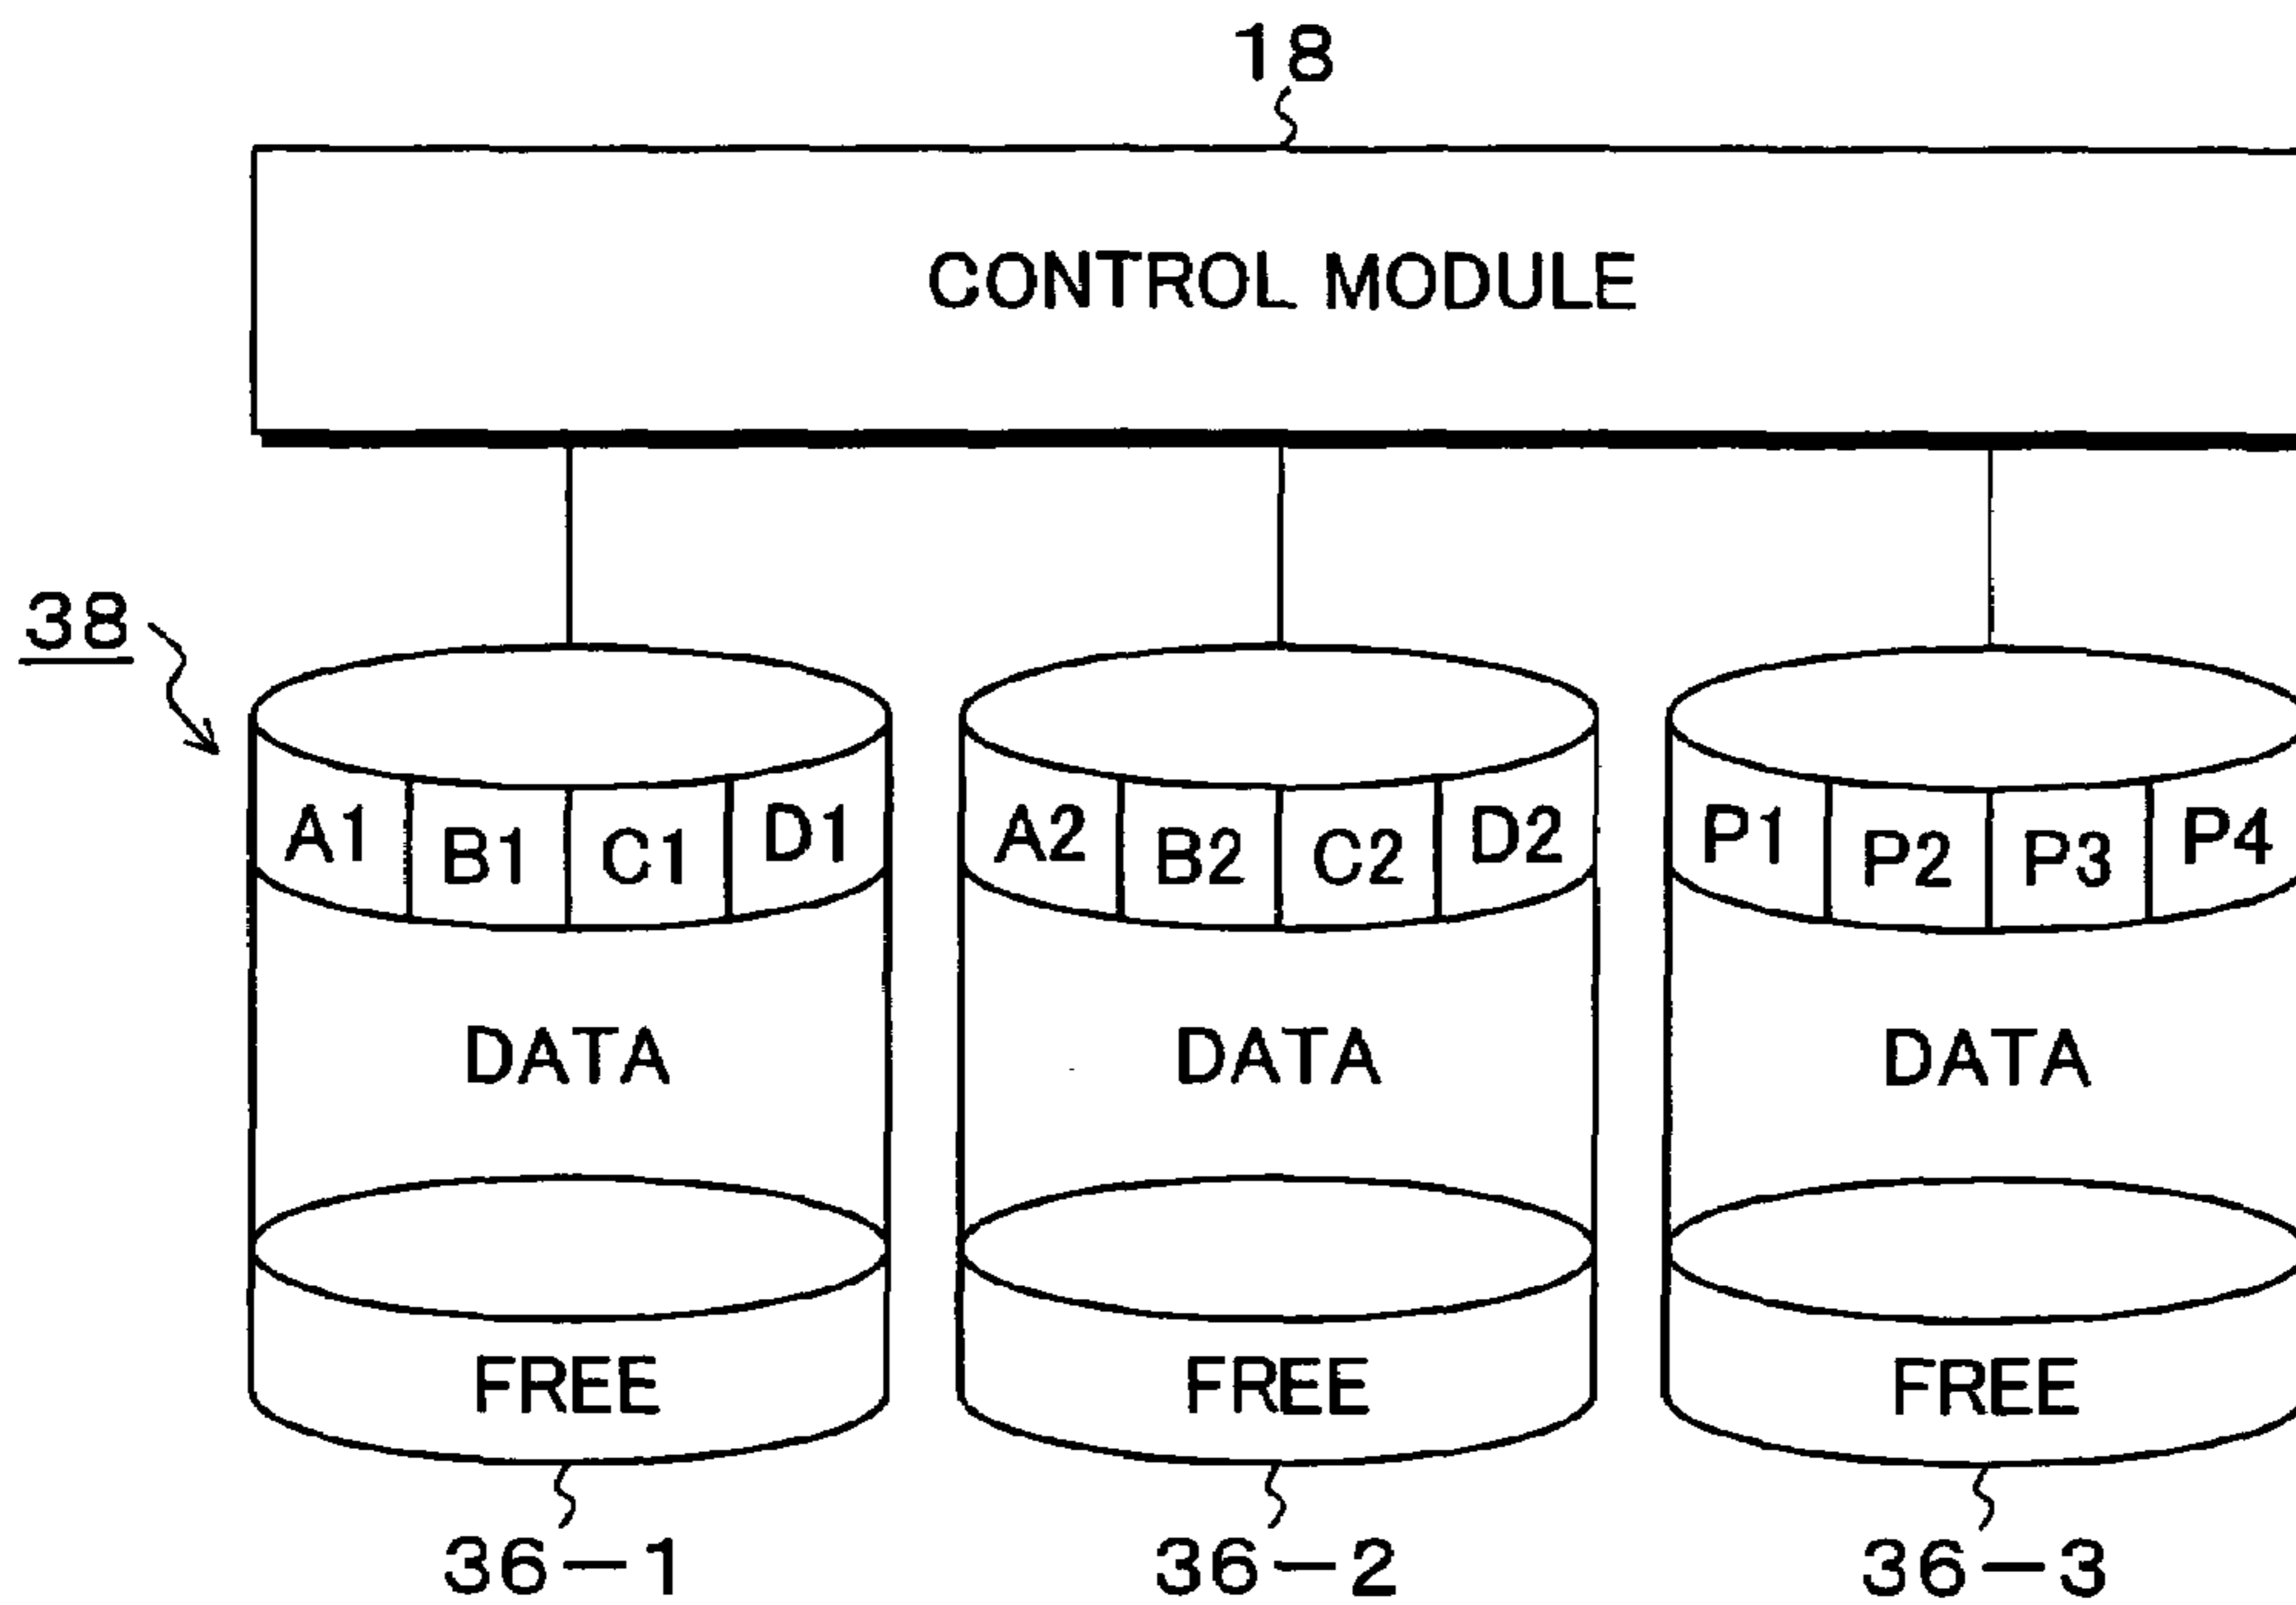 18
CONTROL MODULE
38
A1 B1 C1 D1 A2 B2 C2 D2 P1 P2 P3 P4
DATA DATA DATA
FREE FREE FREE
36-1 36-2 36-3